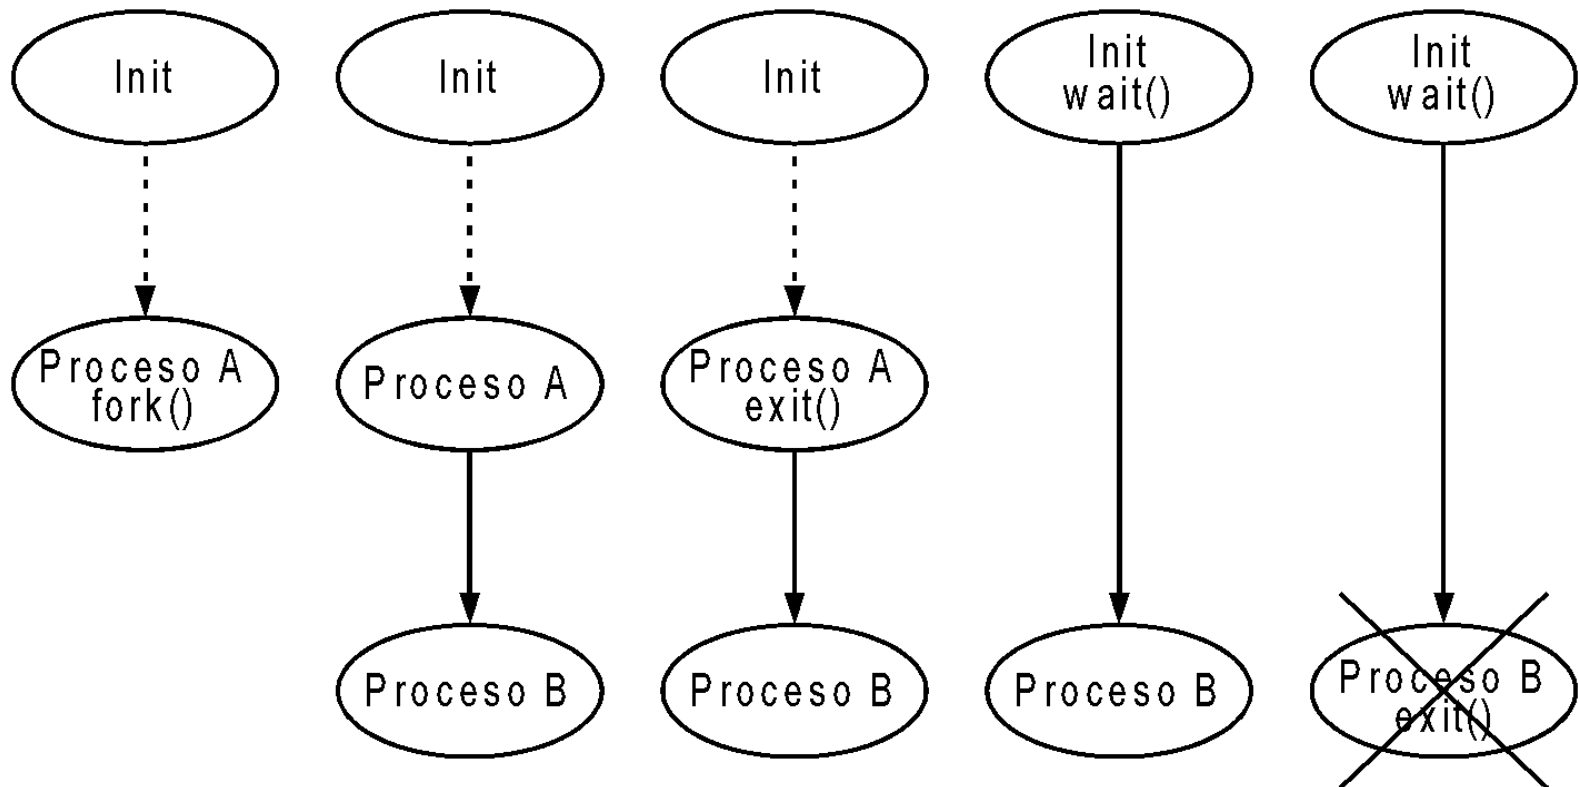 Init
Init
Init
Init
wait()
Init
wait()
Proceso A
fork()
Proceso A
Proceso A
exit()
Proceso B
Proceso B
Proceso B
Proceso B
exit()